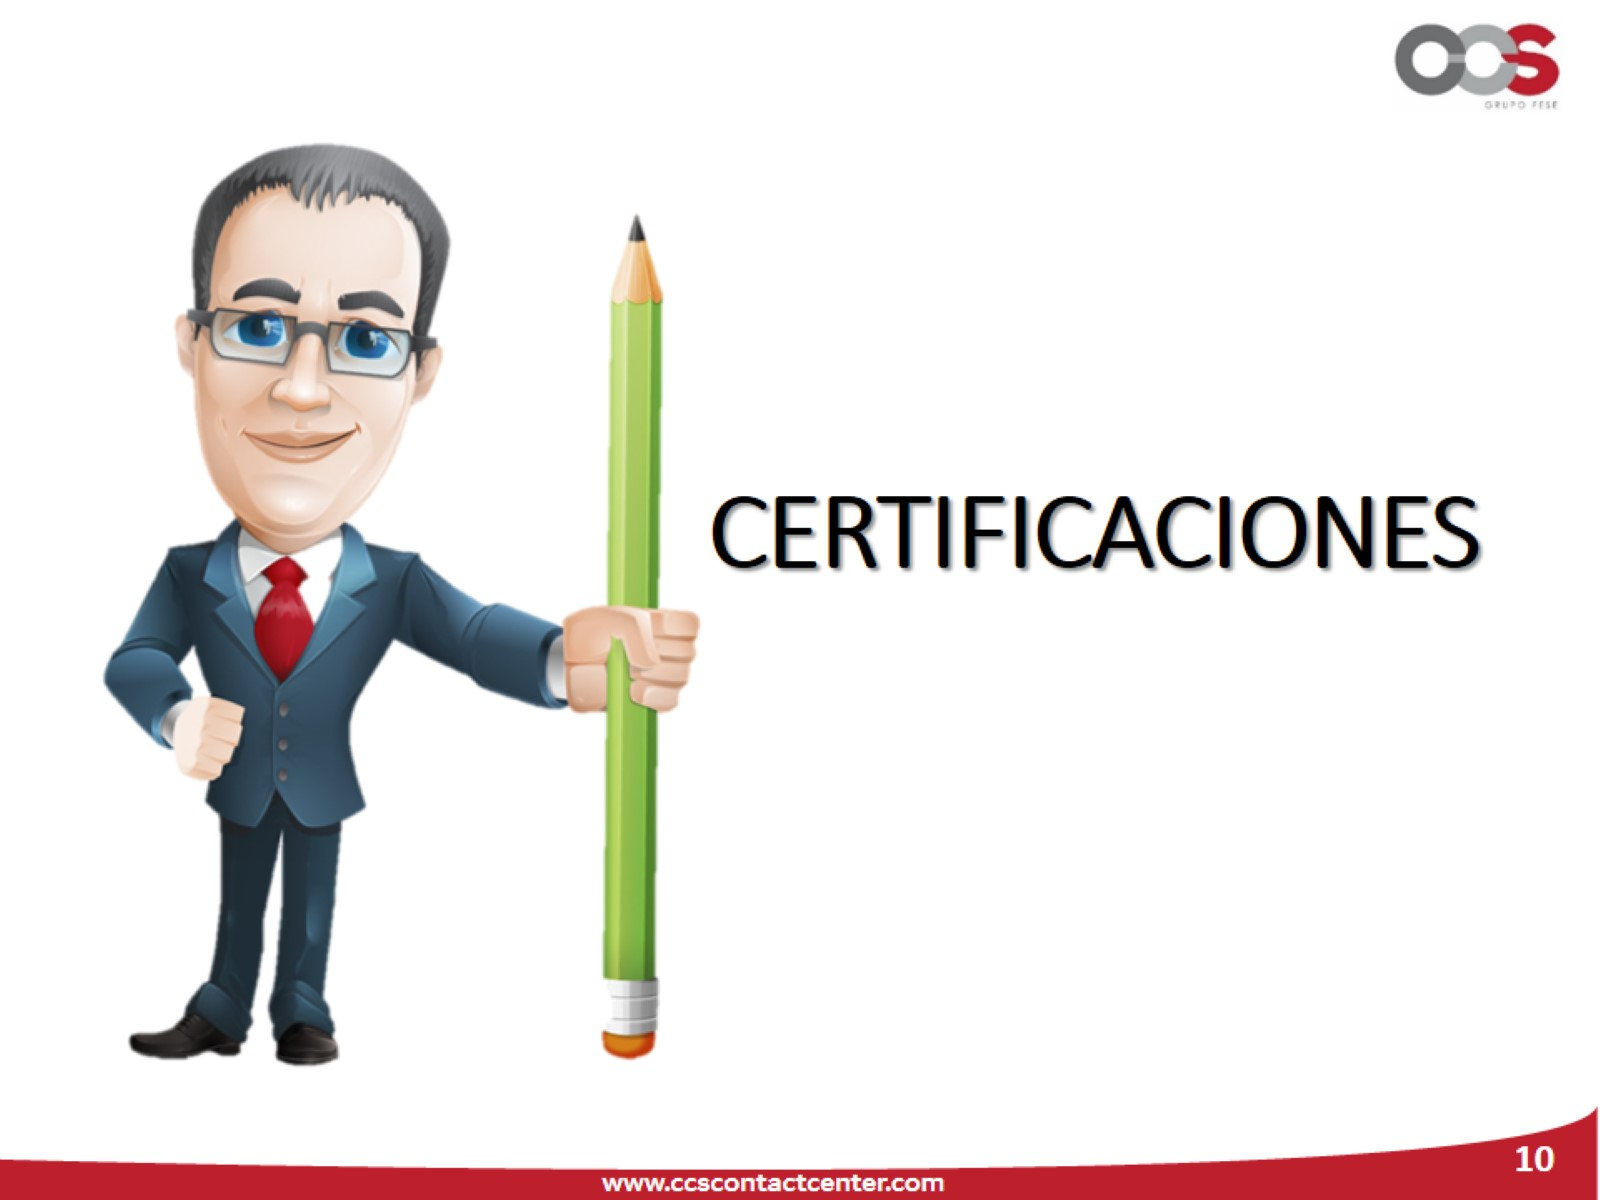 CCS
GRUPO FESE
CERTIFICACIONES
10
www.ccscontactcenter.com